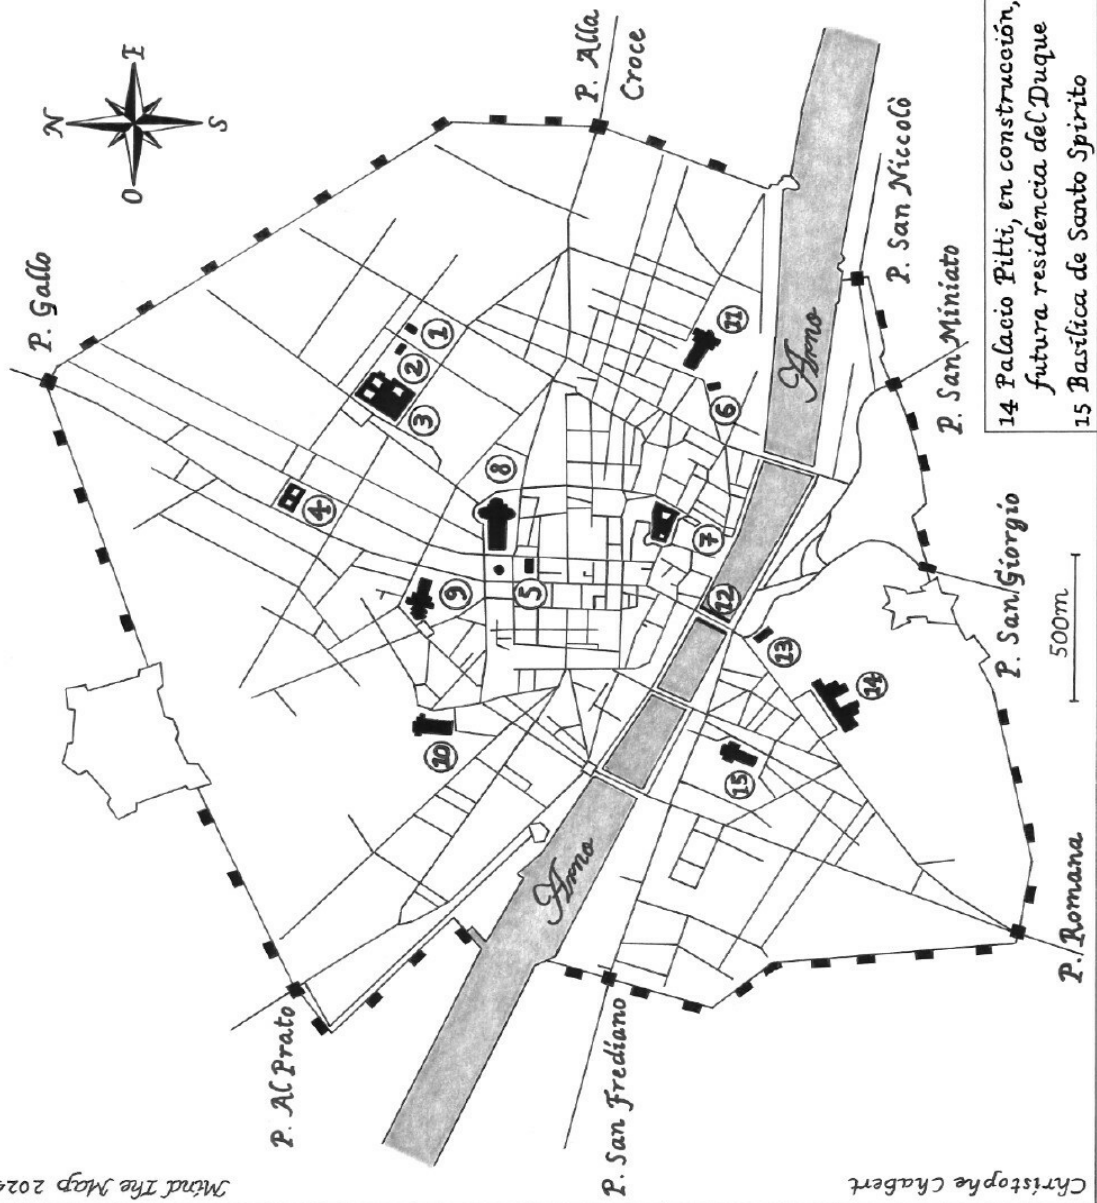 N
E
S
O
P. Gallo
P. Alla
Croce
P. San Niccolò
P. San Miniato
P. San Giorgio
P. Romana
P. San Frediano
P. Al Prato
Arno
Arno
1
2
3
4
5
6
7
8
9
10
11
12
13
14
15
500m
14 Palacio Pitti, en construcción,
futura residencia del Duque
15 Basílica de Santo Spirito
Christophe Chabert
Mind The Map 2024